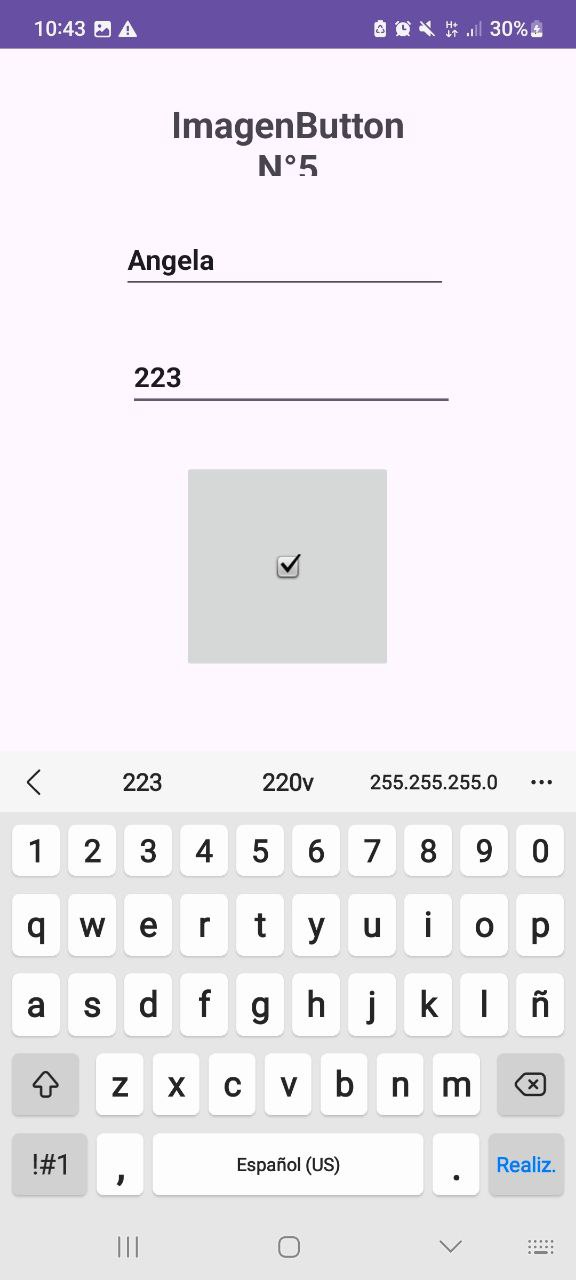 10:43 30%
ImagenButton
N°5
Angela
223
223 220v 255.255.255.0
1 2 3 4 5 6 7 8 9 0
q w e r t y u i o p
a s d f g h j k l ñ
z x c v b n m
!#1 , Español (US) . Realiz.